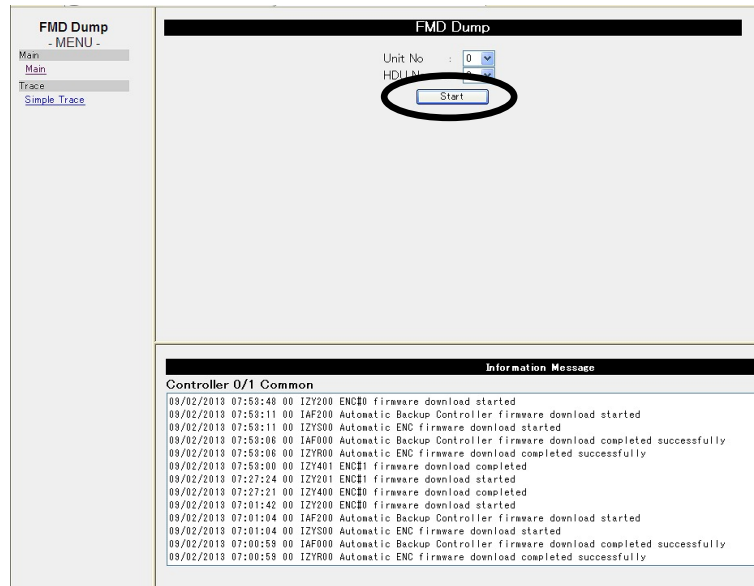 FMD Dump
- MENU -
Main
Main
Trace
Simple Trace
FMD Dump
Unit No : 0
HDU N
Start
Information Message
Controller 0/1 Common
09/02/2013 07:53:48 00 IZY200 ENC#0 firmware download started
09/02/2013 07:53:11 00 IAF200 Automatic Backup Controller firmware download started
09/02/2013 07:53:11 00 IZYS00 Automatic ENC firmware download started
09/02/2013 07:53:06 00 IAF000 Automatic Backup Controller firmware download completed successfully
09/02/2013 07:53:06 00 IZYR00 Automatic ENC firmware download completed successfully
09/02/2013 07:53:00 00 IZY401 ENC#1 firmware download completed
09/02/2013 07:27:24 00 IZY201 ENC#1 firmware download started
09/02/2013 07:27:21 00 IZY400 ENC#0 firmware download completed
09/02/2013 07:01:42 00 IZY200 ENC#0 firmware download started
09/02/2013 07:01:04 00 IAF200 Automatic Backup Controller firmware download started
09/02/2013 07:01:04 00 IZYS00 Automatic ENC firmware download started
09/02/2013 07:00:59 00 IAF000 Automatic Backup Controller firmware download completed successfully
09/02/2013 07:00:59 00 IZYR00 Automatic ENC firmware download completed successfully